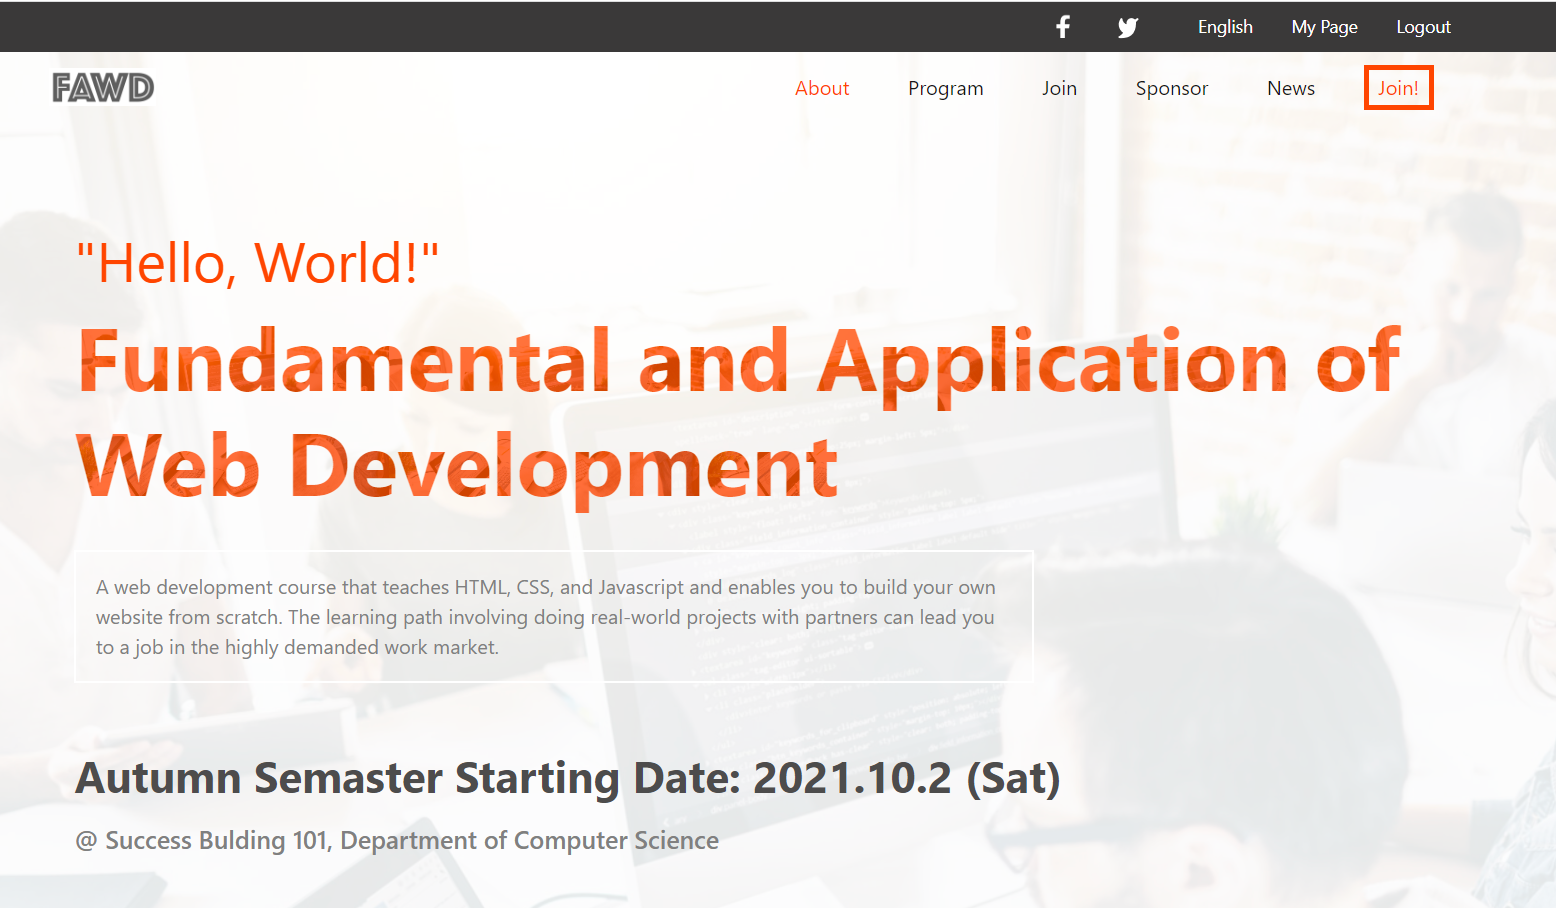 English My Page Logout
FAWD
About Program Join Sponsor News Join!
"Hello, World!"
Fundamental and Application of
Web Development
A web development course that teaches HTML, CSS, and Javascript and enables you to build your own
website from scratch. The learning path involving doing real-world projects with partners can lead you
to a job in the highly demanded work market.
Autumn Semaster Starting Date: 2021.10.2 (Sat)
@ Success Bulding 101, Department of Computer Science